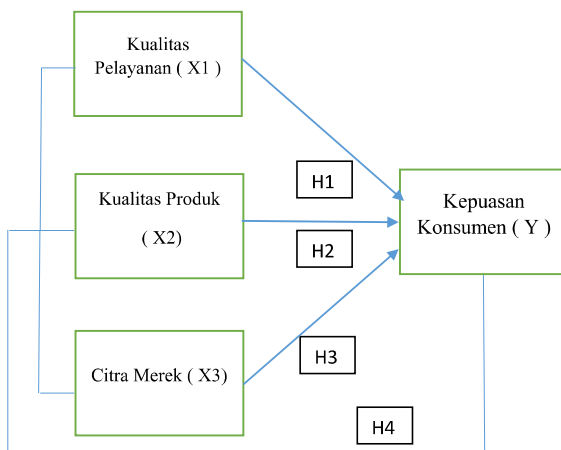 Kualitas
Pelayanan ( X1 )
H1
Kualitas Produk
( X2)
H2
Kepuasan
Konsumen ( Y )
Citra Merek ( X3)
H3
H4